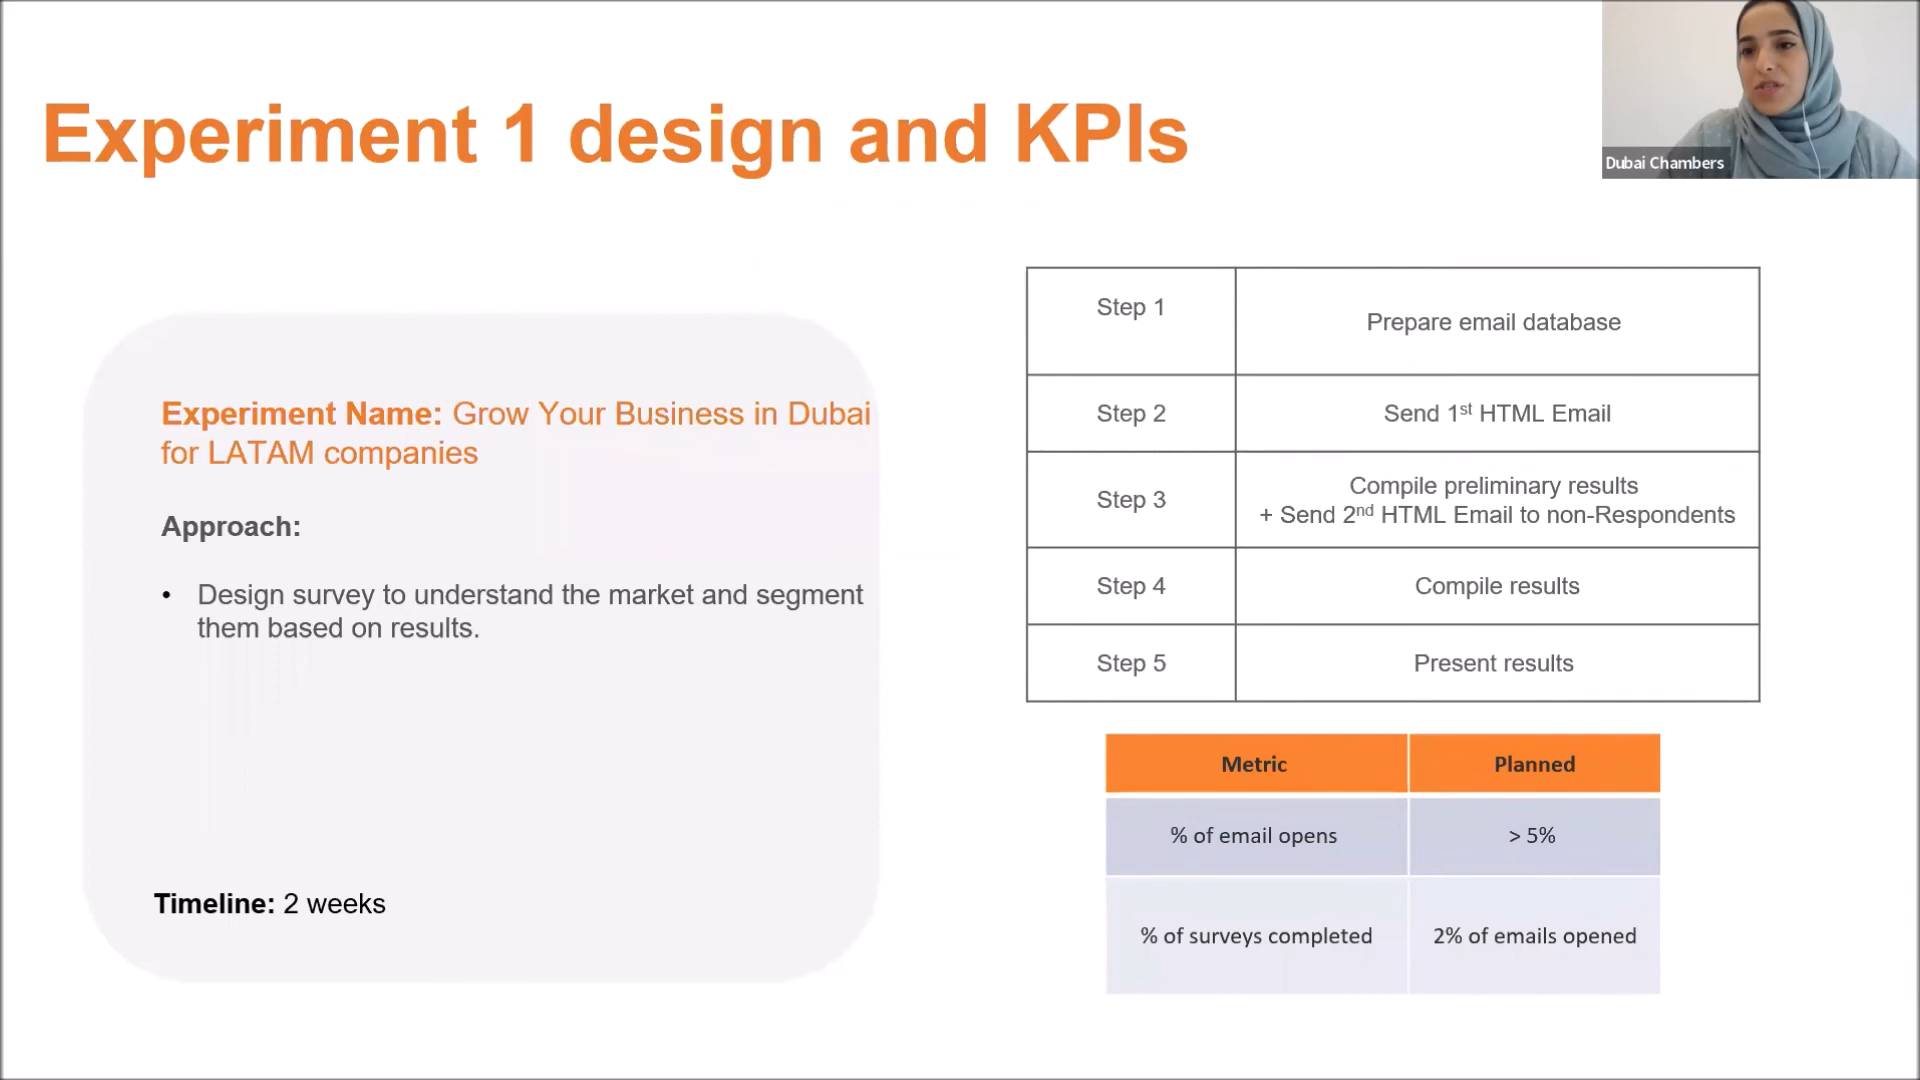 Experiment 1 design and KPIs
Dubai Chambers
Experiment Name: Grow Your Business in Dubai
for LATAM companies
Approach:
• Design survey to understand the market and segment
them based on results.
Timeline: 2 weeks
Step 1
Prepare email database
Step 2
Send 1st HTML Email
Step 3
Compile preliminary results
+ Send 2nd HTML Email to non-Respondents
Step 4
Compile results
Step 5
Present results
Metric
Planned
% of email opens
> 5%
% of surveys completed
2% of emails opened